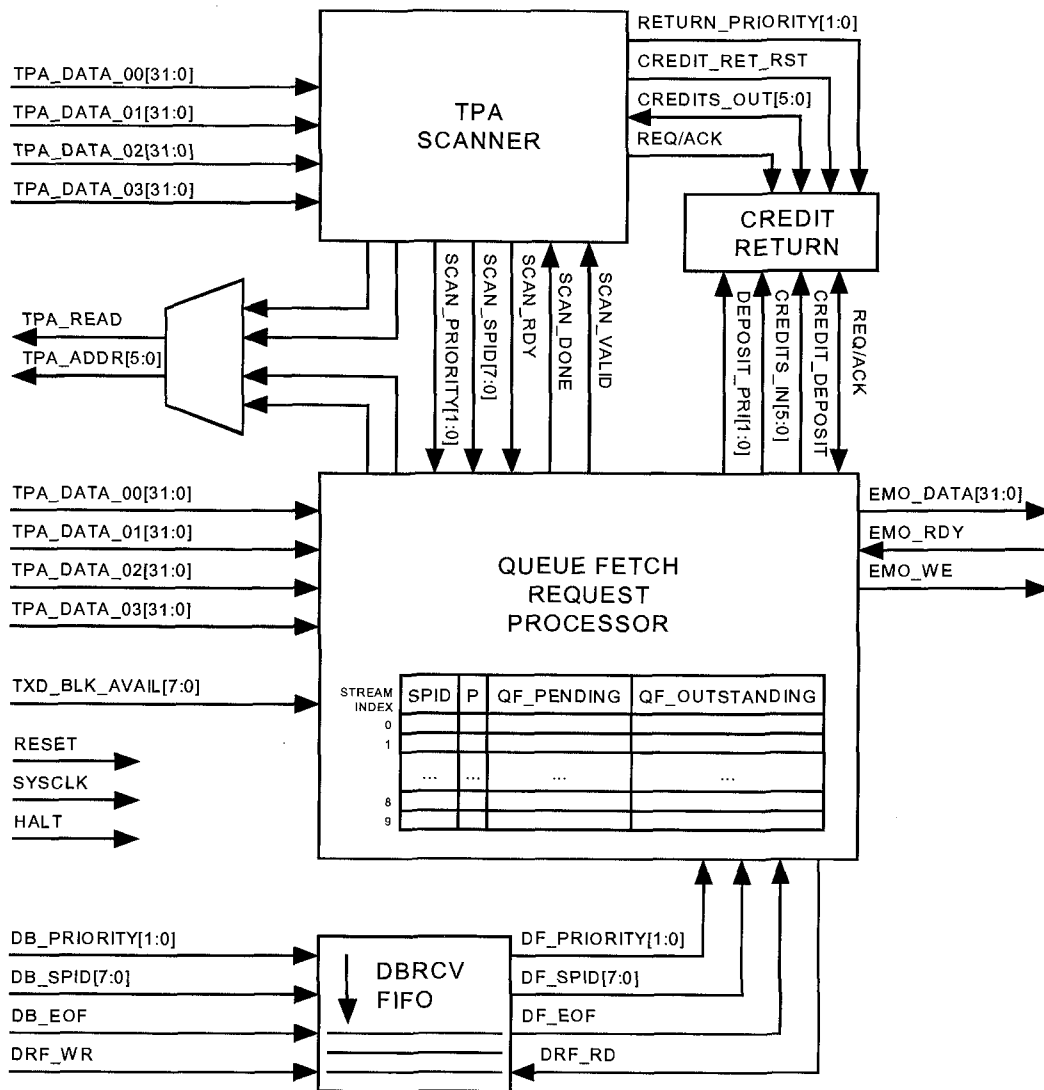 RETURN_PRIORITY[1:0]
CREDIT_RET_RST
CREDITS_OUT[5:0]
REQ/ACK
TPA_DATA_00[31:0]
TPA_DATA_01[31:0]
TPA_DATA_02[31:0]
TPA_DATA_03[31:0]
TPA
SCANNER
CREDIT
RETURN
TPA_READ
TPA_ADDR[5:0]
SCAN_PRIORITY[1:0]
SCAN_SPID[7:0]
SCAN_RDY
SCAN_DONE
SCAN_VALID
DEPOSIT_PRI[1:0]
CREDITS_IN[5:0]
CREDIT_DEPOSIT
REQ/ACK
TPA_DATA_00[31:0]
TPA_DATA_01[31:0]
TPA_DATA_02[31:0]
TPA_DATA_03[31:0]
QUEUE FETCH
REQUEST
PROCESSOR
EMO_DATA[31:0]
EMO_RDY
EMO_WE
TXD_BLK_AVAIL[7:0]
RESET
SYSCLK
HALT
STREAM
INDEX
SPID P QF_PENDING QF_OUTSTANDING
0
1
... ... ... ...
8
9
DB_PRIORITY[1:0]
DB_SPID[7:0]
DB_EOF
DRF_WR
DBRCV
FIFO
DF_PRIORITY[1:0]
DF_SPID[7:0]
DF_EOF
DRF_RD